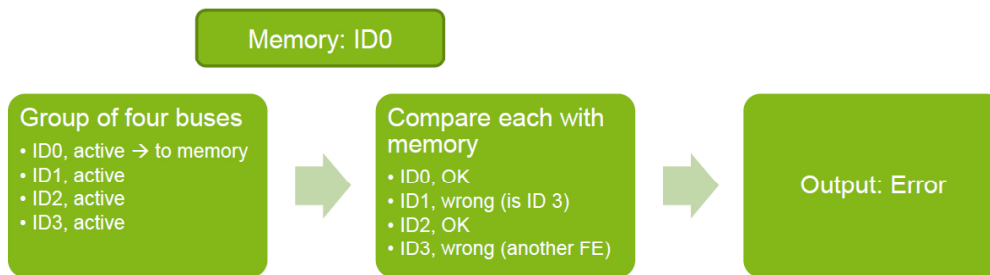 Memory: ID0
Group of four buses
• ID0, active → to memory
• ID1, active
• ID2, active
• ID3, active
Compare each with
memory
• ID0, OK
• ID1, wrong (is ID 3)
• ID2, OK
• ID3, wrong (another FE)
Output: Error